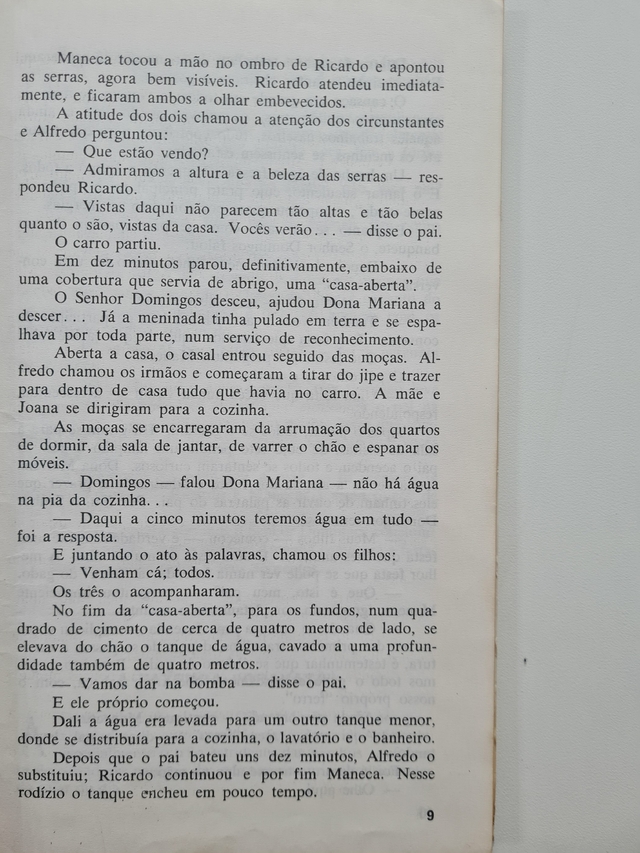 Maneca tocou a mão no ombro de Ricardo e apontou
as serras, agora bem visíveis. Ricardo atendeu imediata-
mente, e ficaram ambos a olhar embevecidos.
A atitude dos dois chamou a atenção dos circunstantes
e Alfredo perguntou:
— Que estão vendo?
— Admiramos a altura e a beleza das serras — res-
pondeu Ricardo.
— Vistas daqui não parecem tão altas e tão belas
quanto o são, vistas da casa. Vocês verão... — disse o pai.
O carro partiu.
Em dez minutos parou, definitivamente, embaixo de
uma cobertura que servia de abrigo, uma “casa-aberta”.
O Senhor Domingos desceu, ajudou Dona Mariana a
descer... Já a meninada tinha pulado em terra e se espa-
lhava por toda parte, num serviço de reconhecimento.
Aberta a casa, o casal entrou seguido das moças. Al-
fredo chamou os irmãos e começaram a tirar do jipe e trazer
para dentro de casa tudo que havia no carro. A mãe e
Joana se dirigiram para a cozinha.
As moças se encarregaram da arrumação dos quartos
de dormir, da sala de jantar, de varrer o chão e espanar os
móveis.
— Domingos — falou Dona Mariana — não há água
na pia da cozinha...
— Daqui a cinco minutos teremos água em tudo —
foi a resposta.
E juntando o ato às palavras, chamou os filhos:
— Venham cá; todos.
Os três o acompanharam.
No fim da “casa-aberta”, para os fundos, num qua-
drado de cimento de cerca de quatro metros de lado, se
elevava do chão o tanque de água, cavado a uma profun-
didade também de quatro metros.
— Vamos dar na bomba — disse o pai.
E ele próprio começou.
Dali a água era levada para um outro tanque menor,
donde se distribuía para a cozinha, o lavatório e o banheiro.
Depois que o pai bateu uns dez minutos, Alfredo o
substituiu; Ricardo continuou e por fim Maneca. Nesse
rodízio o tanque encheu em pouco tempo.
9